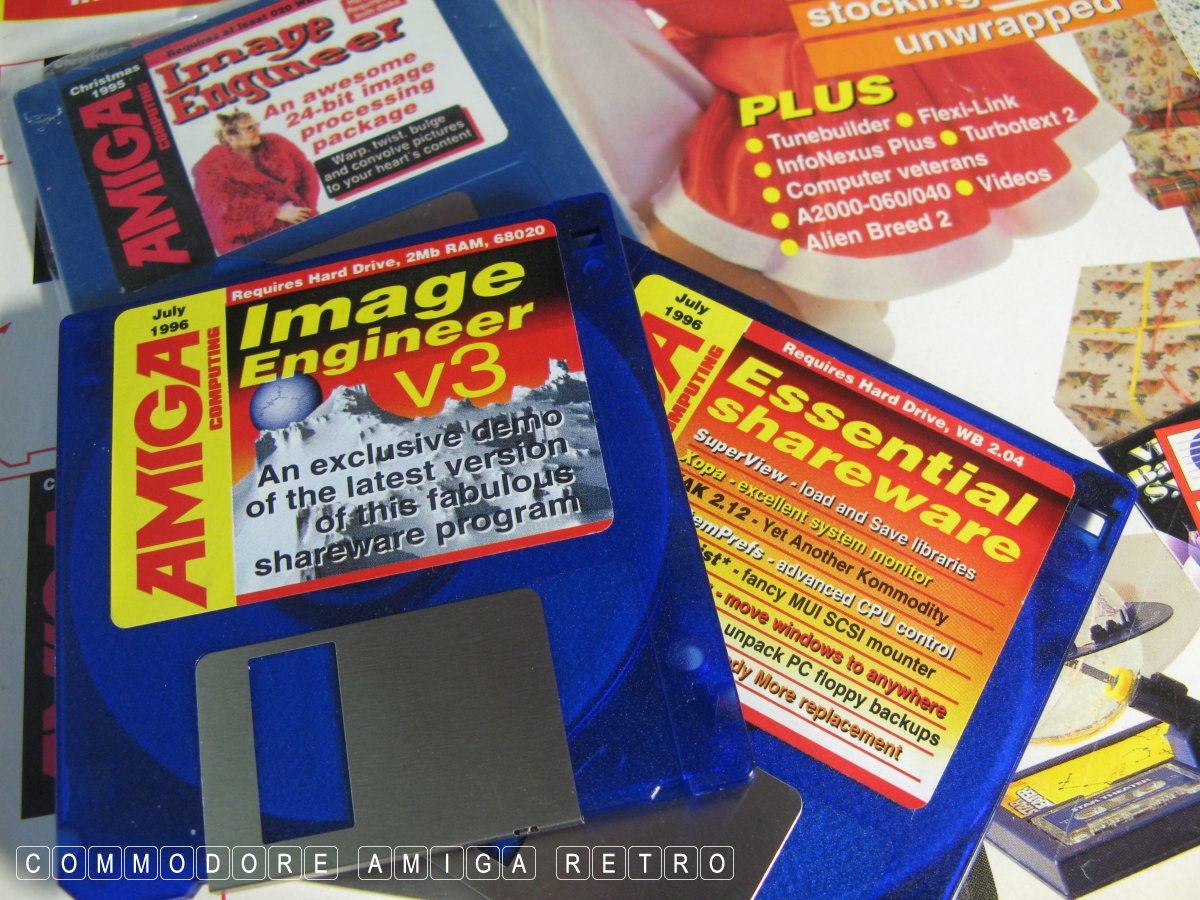 stocking
unwrapped
PLUS
Tunebuilder ● Flexi-Link
InfoNexus Plus ● Turbotext 2
Computer veterans
A2000-060/040 ● Videos
Alien Breed 2
Christmas
1995
AMIGA
COMPUTING
Requires at least 020
Image
Engineer
An awesome
24-bit image
processing
package
Warp, twist, bulge
and convolve pictures
to your heart's content
July
1996
AMIGA
COMPUTING
Requires Hard Drive, 2Mb RAM, 68020
Image
Engineer
v3
An exclusive demo
of the latest version
of this fabulous
shareware program
July
1996
Requires Hard Drive, WB 2.04
Essential
shareware
SuperView - load and Save libraries
Xopa - excellent system monitor
AK 2.12 - Yet Another Kommodity
emPrefs - advanced CPU control
ist* - fancy MUI SCSI mounter
- move windows to anywhere
unpack PC floppy backups
dy More replacement
STAR THEATER
COMMODORE AMIGA RETRO